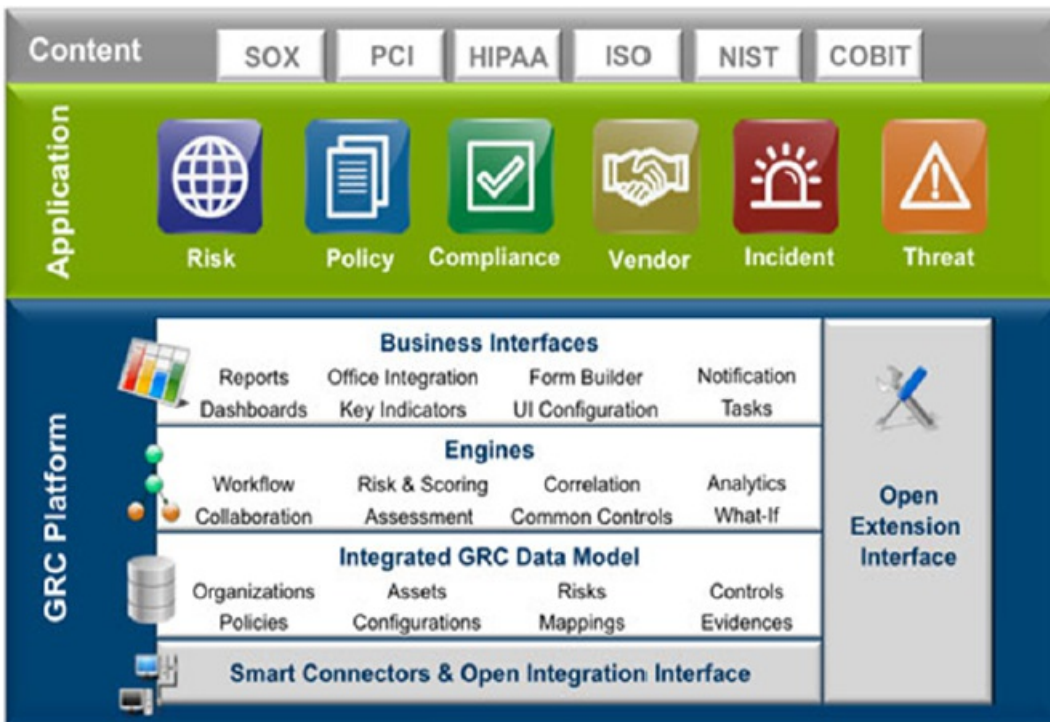 Content
SOX PCI HIPAA ISO NIST COBIT
Application
Risk Policy Compliance Vendor Incident Threat
GRC Platform
Business Interfaces
Reports Office Integration Form Builder Notification
Dashboards Key Indicators UI Configuration Tasks
Engines
Workflow Risk & Scoring Correlation Analytics
Collaboration Assessment Common Controls What-If
Integrated GRC Data Model
Organizations Assets Risks Controls
Policies Configurations Mappings Evidences
Smart Connectors & Open Integration Interface
Open
Extension
Interface